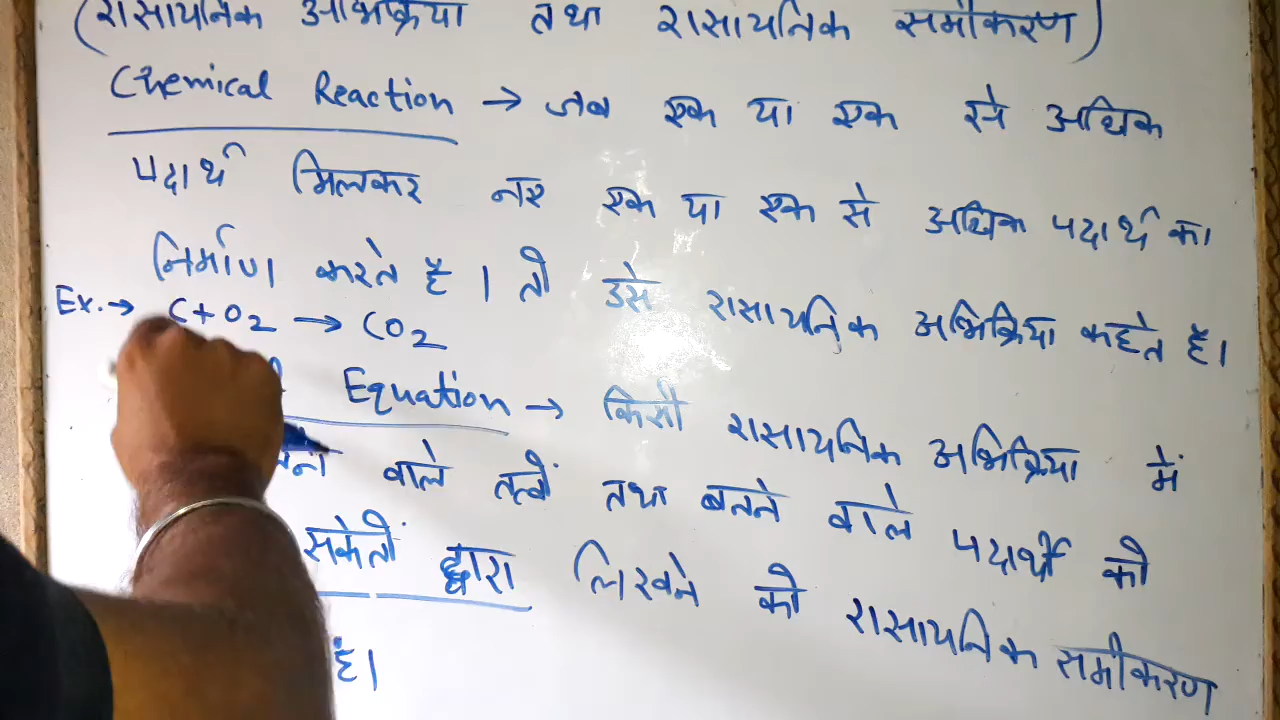 (रासायनिक अभिक्रिया तथा रासायनिक समीकरण)
Chemical Reaction → जब एक या एक से अधिक
पदार्थ मिलकर नए एक या एक से अधिक पदार्थ का
निर्माण करते है । तो उसे रासायनिक अभिक्रिया कहते है।
Ex.→ C+O2 → CO2
Equation → किसी रासायनिक अभिक्रिया में
वाले तत्वों तथा बनने वाले पदार्थों को
सकेतों द्वारा लिखने को रासायनिक समीकरण
है।